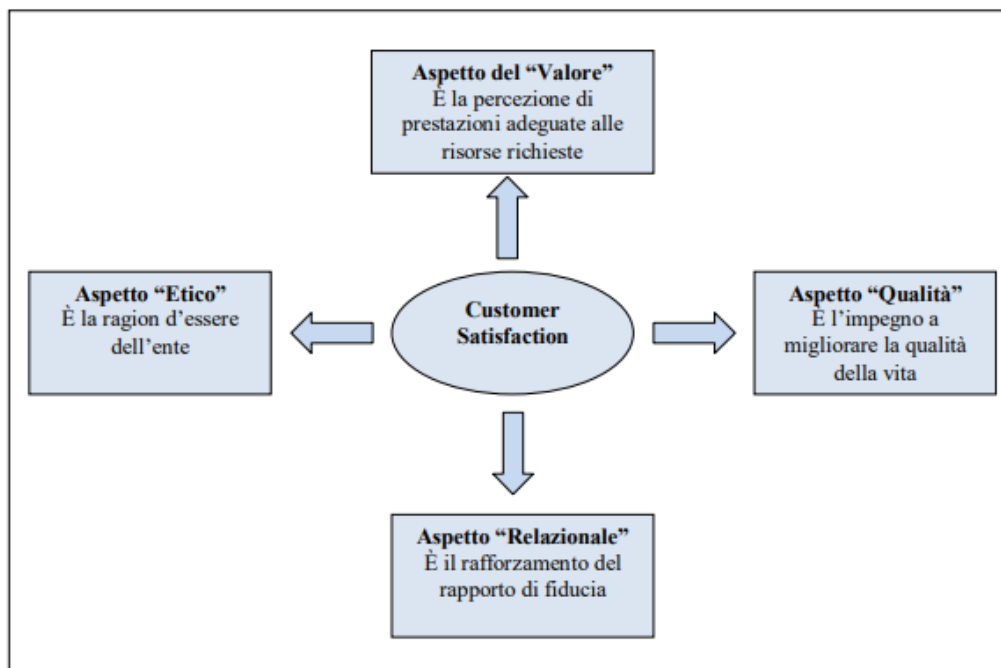 Aspetto del “Valore”
È la percezione di
prestazioni adeguate alle
risorse richieste
Aspetto “Etico”
È la ragion d’essere
dell’ente
Customer
Satisfaction
Aspetto “Qualità”
È l’impegno a
migliorare la qualità
della vita
Aspetto “Relazionale”
È il rafforzamento del
rapporto di fiducia